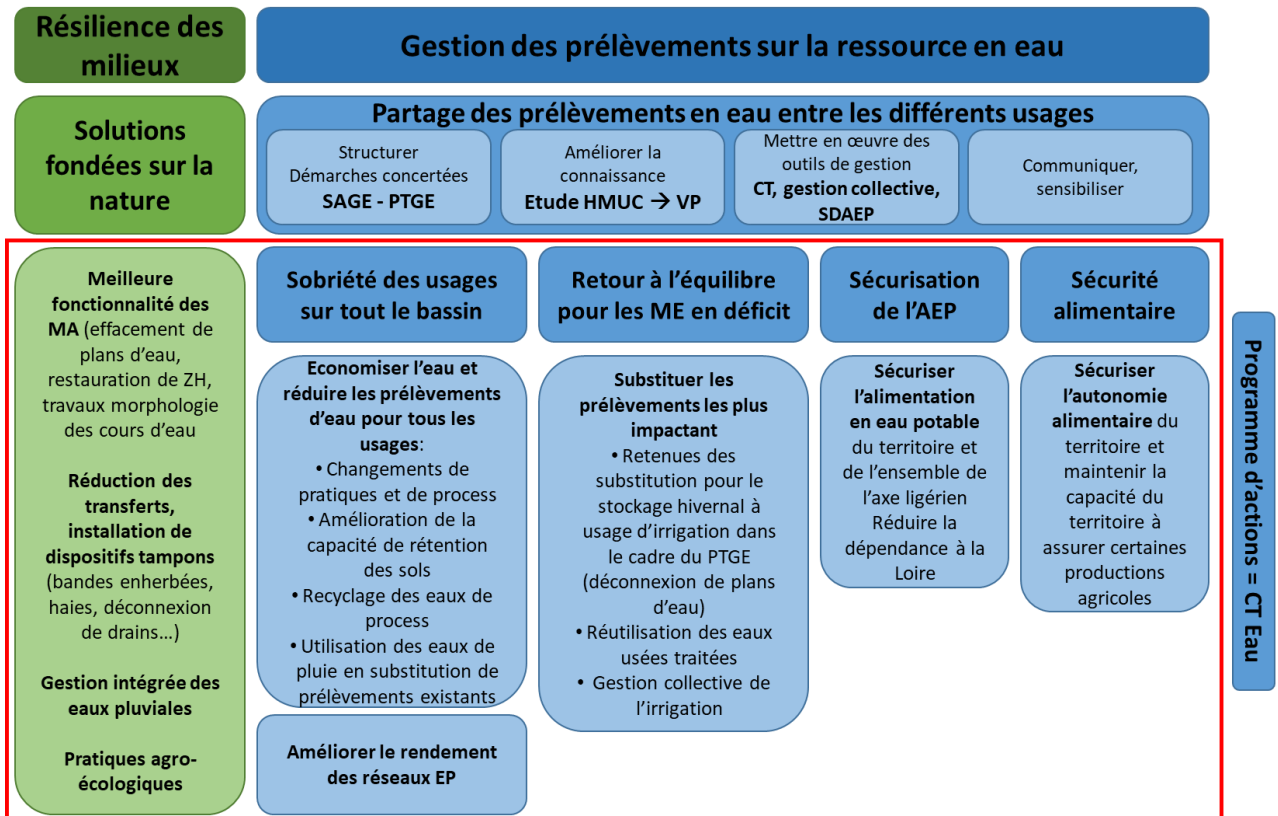 Résilience des
milieux
Gestion des prélèvements sur la ressource en eau
Solutions
fondées sur la
nature
Partage des prélèvements en eau entre les différents usages
Structurer
Démarches concertées
SAGE - PTGE
Améliorer la
connaissance
Etude HMUC → VP
Mettre en œuvre des
outils de gestion
CT, gestion collective,
SDAEP
Communiquer,
sensibiliser
Meilleure
fonctionnalité des
MA (effacement de
plans d'eau,
restauration de ZH,
travaux morphologie
des cours d'eau
Réduction des
transferts,
installation de
dispositifs tampons
(bandes enherbées,
haies, déconnexion
de drains…)
Gestion intégrée des
eaux pluviales
Pratiques agro-
écologiques
Sobriété des usages
sur tout le bassin
Economiser l'eau et
réduire les prélèvements
d'eau pour tous les
usages:
• Changements de
pratiques et de process
• Amélioration de la
capacité de rétention
des sols
• Recyclage des eaux de
process
• Utilisation des eaux de
pluie en substitution de
prélèvements existants
Améliorer le rendement
des réseaux EP
Retour à l'équilibre
pour les ME en déficit
Substituer les
prélèvements les plus
impactant
• Retenues des
substitution pour le
stockage hivernal à
usage d'irrigation dans
le cadre du PTGE
(déconnexion de plans
d'eau)
• Réutilisation des eaux
usées traitées
• Gestion collective de
l'irrigation
Sécurisation
de l'AEP
Sécuriser
l'alimentation
en eau potable
du territoire et
de l'ensemble de
l'axe ligérien
Réduire la
dépendance à la
Loire
Sécurité
alimentaire
Sécuriser
l'autonomie
alimentaire du
territoire et
maintenir la
capacité du
territoire à
assurer certaines
productions
agricoles
Programme d'actions = CT Eau